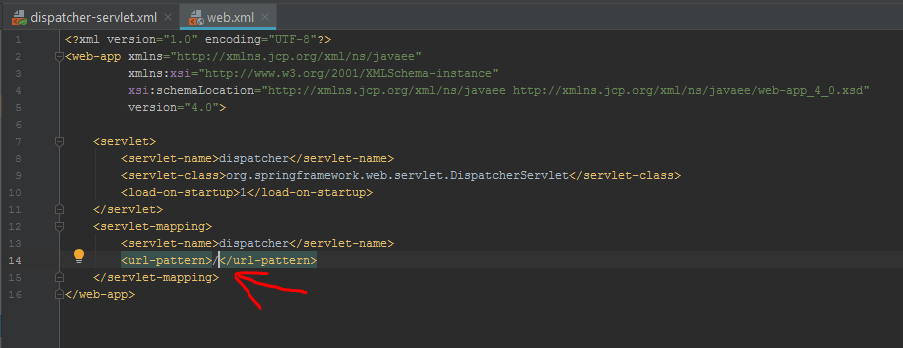 dispatcher-servlet.xml web.xml
1 <?xml version="1.0" encoding="UTF-8"?>
2 <web-app xmlns="http://xmlns.jcp.org/xml/ns/javaee"
3 xmlns:xsi="http://www.w3.org/2001/XMLSchema-instance"
4 xsi:schemaLocation="http://xmlns.jcp.org/xml/ns/javaee http://xmlns.jcp.org/xml/ns/javaee/web-app_4_0.xsd"
5 version="4.0">
6
7 <servlet>
8 <servlet-name>dispatcher</servlet-name>
9 <servlet-class>org.springframework.web.servlet.DispatcherServlet</servlet-class>
10 <load-on-startup>1</load-on-startup>
11 </servlet>
12 <servlet-mapping>
13 <servlet-name>dispatcher</servlet-name>
14 <url-pattern>/</url-pattern>
15 </servlet-mapping>
16 </web-app>